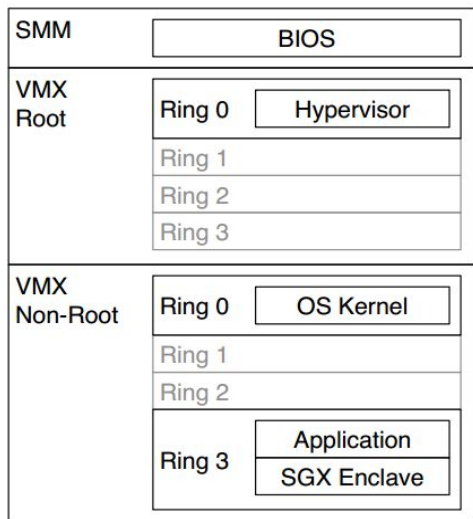 SMM
BIOS
VMX
Root
Ring 0
Hypervisor
Ring 1
Ring 2
Ring 3
VMX
Non-Root
Ring 0
OS Kernel
Ring 1
Ring 2
Ring 3
Application
SGX Enclave